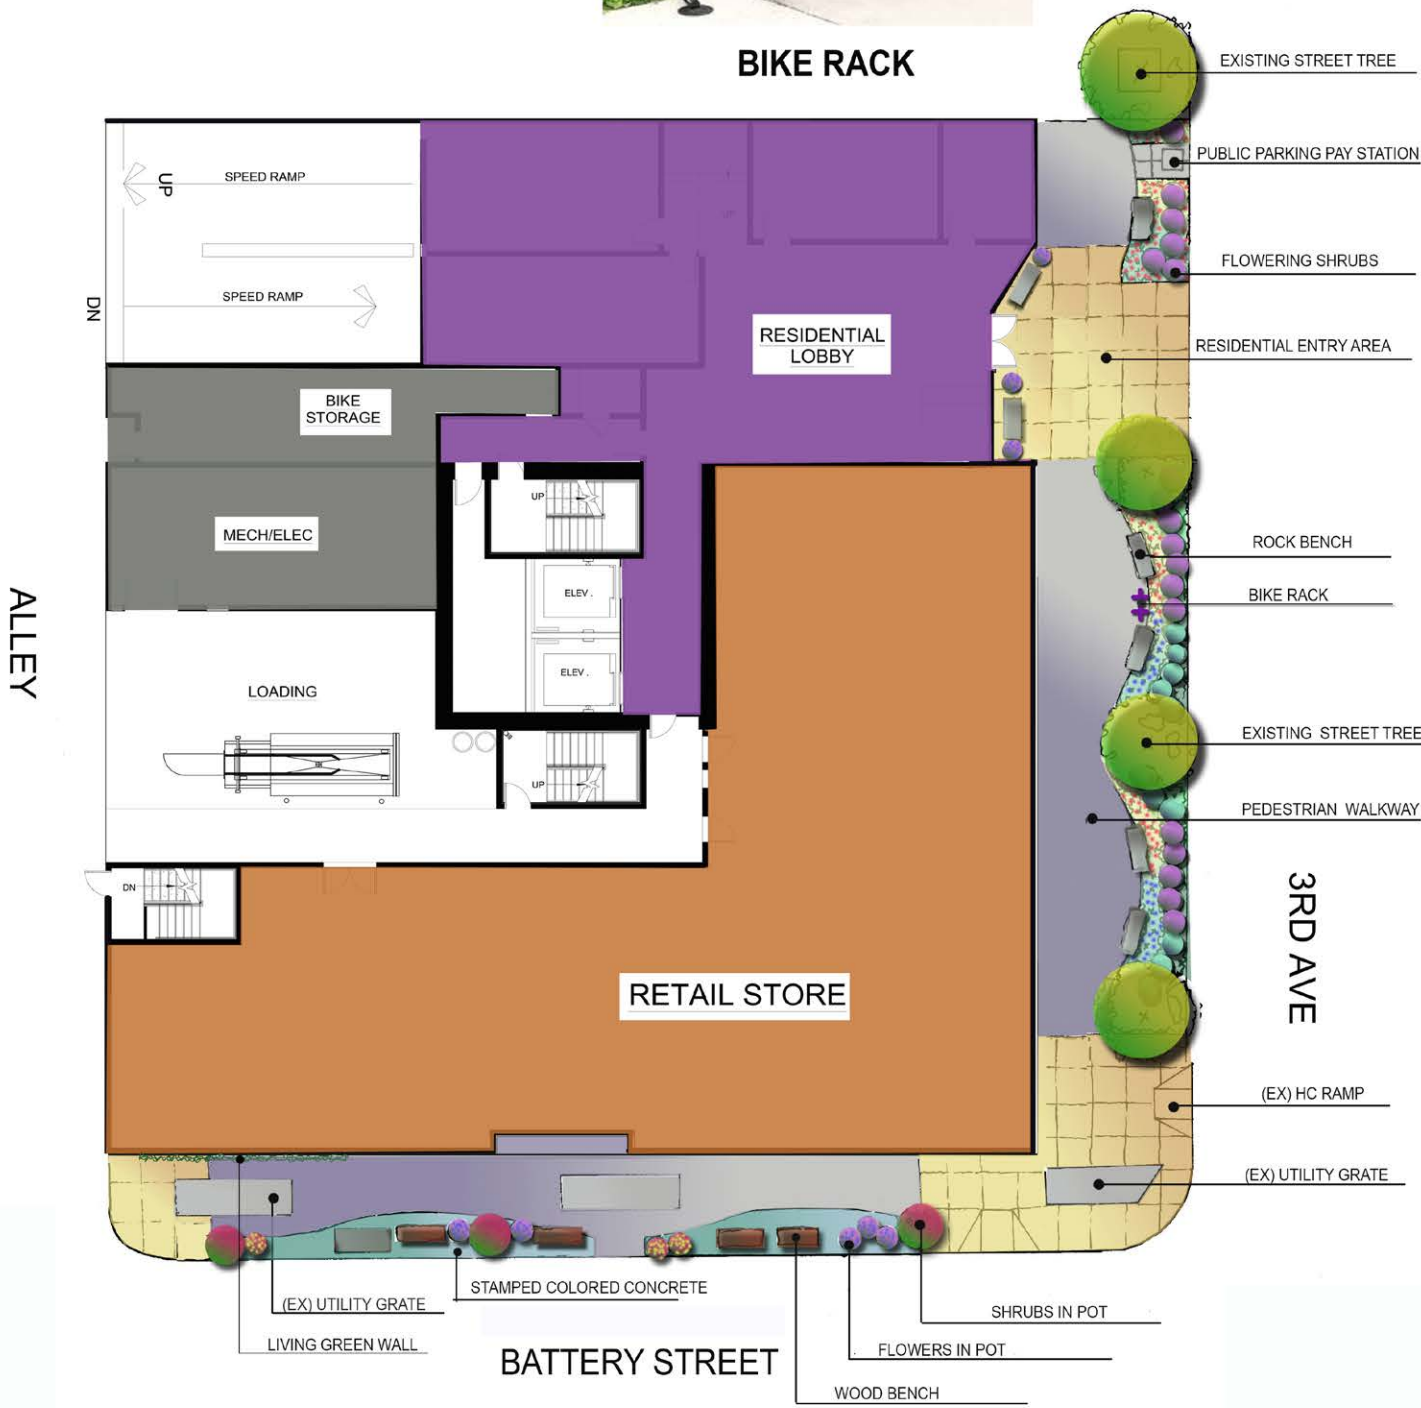 BIKE RACK
EXISTING STREET TREE
PUBLIC PARKING PAY STATION
UP
SPEED RAMP
FLOWERING SHRUBS
SPEED RAMP
DN
RESIDENTIAL
LOBBY
RESIDENTIAL ENTRY AREA
BIKE
STORAGE
UP
MECH/ELEC
ROCK BENCH
ELEV.
BIKE RACK
ALLEY
ELEV.
LOADING
EXISTING STREET TREE
UP
PEDESTRIAN WALKWAY
DN
3RD AVE
RETAIL STORE
(EX) HC RAMP
(EX) UTILITY GRATE
STAMPED COLORED CONCRETE
(EX) UTILITY GRATE
SHRUBS IN POT
LIVING GREEN WALL
BATTERY STREET
FLOWERS IN POT
WOOD BENCH